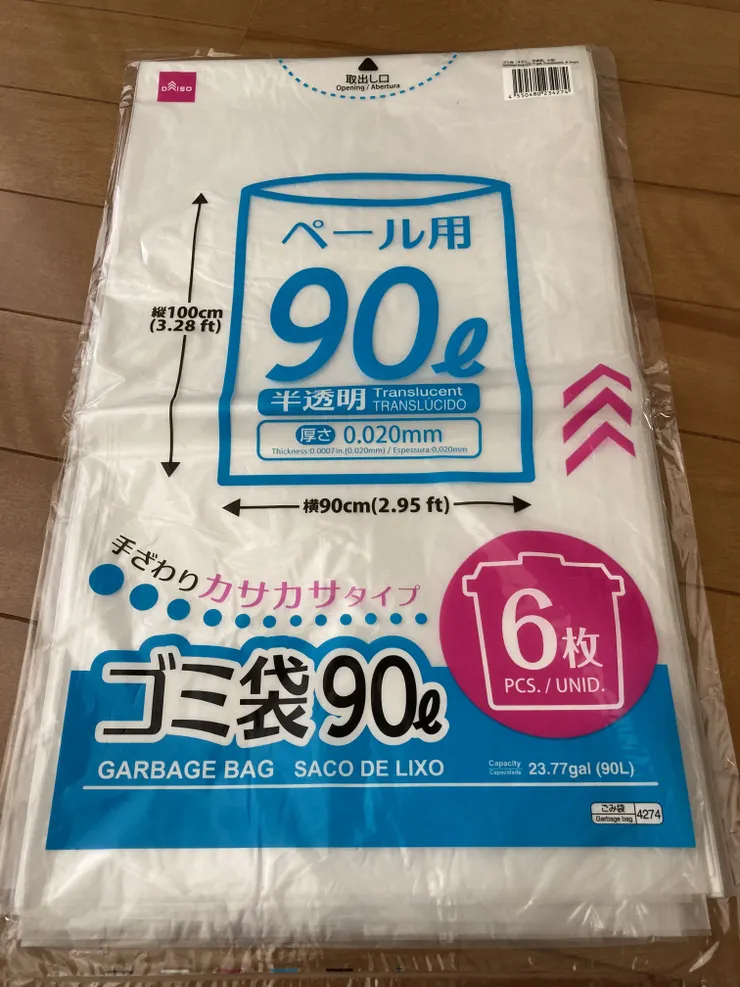 DAISO
取出し口
Opening / Abertura
4 550480 234274
ペール用
90ℓ
半透明 Translucent
TRANSLÚCIDO
厚さ 0.020mm
Thickness:0.0007in.(0.020mm) / Espessura:0.020mm
縦100cm
(3.28 ft)
横90cm(2.95 ft)
手ざわりカサカサタイプ
6枚
PCS. / UNID.
ゴミ袋90ℓ
GARBAGE BAG SACO DE LIXO
Capacity
Capacidade
23.77gal (90L)
ごみ袋
Garbage bag
4274